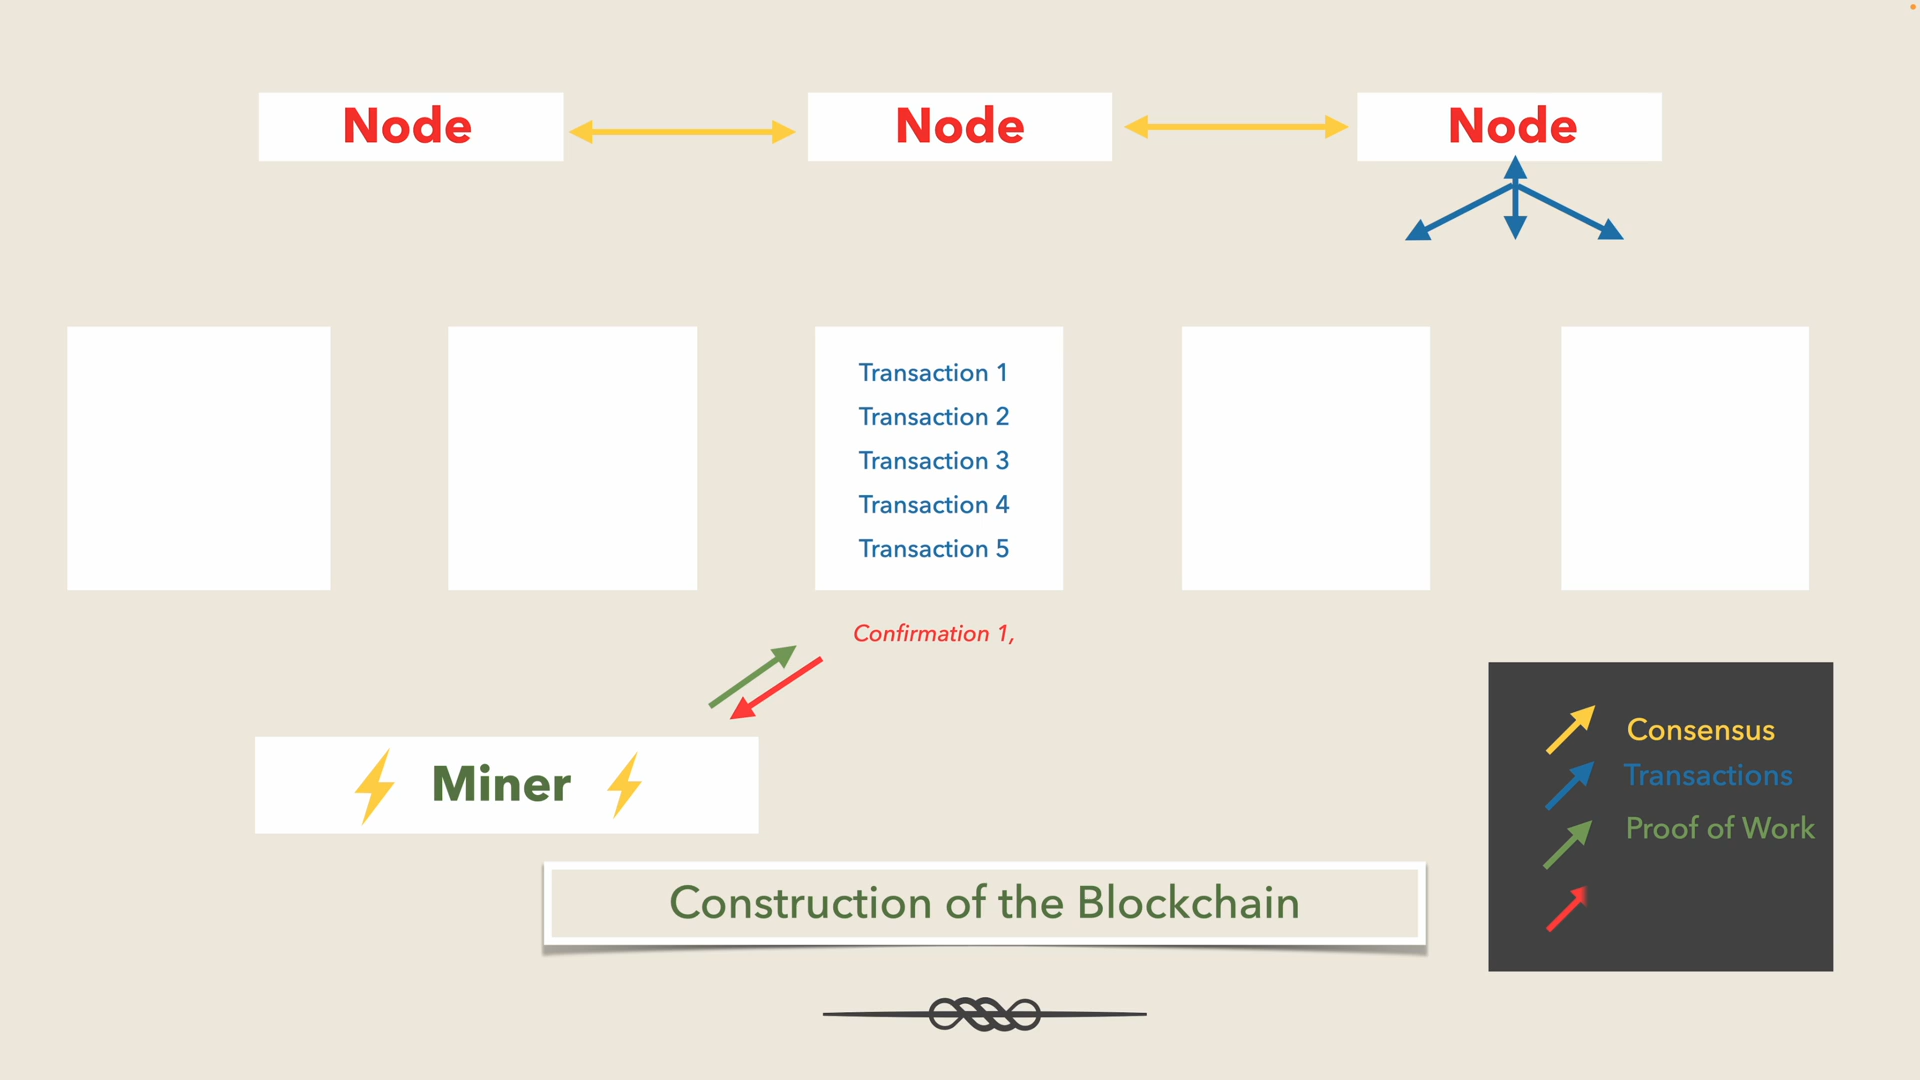 Node
Node
Node
Transaction 1
Transaction 2
Transaction 3
Transaction 4
Transaction 5
Confirmation 1,
Miner
Consensus
Transactions
Proof of Work
Construction of the Blockchain